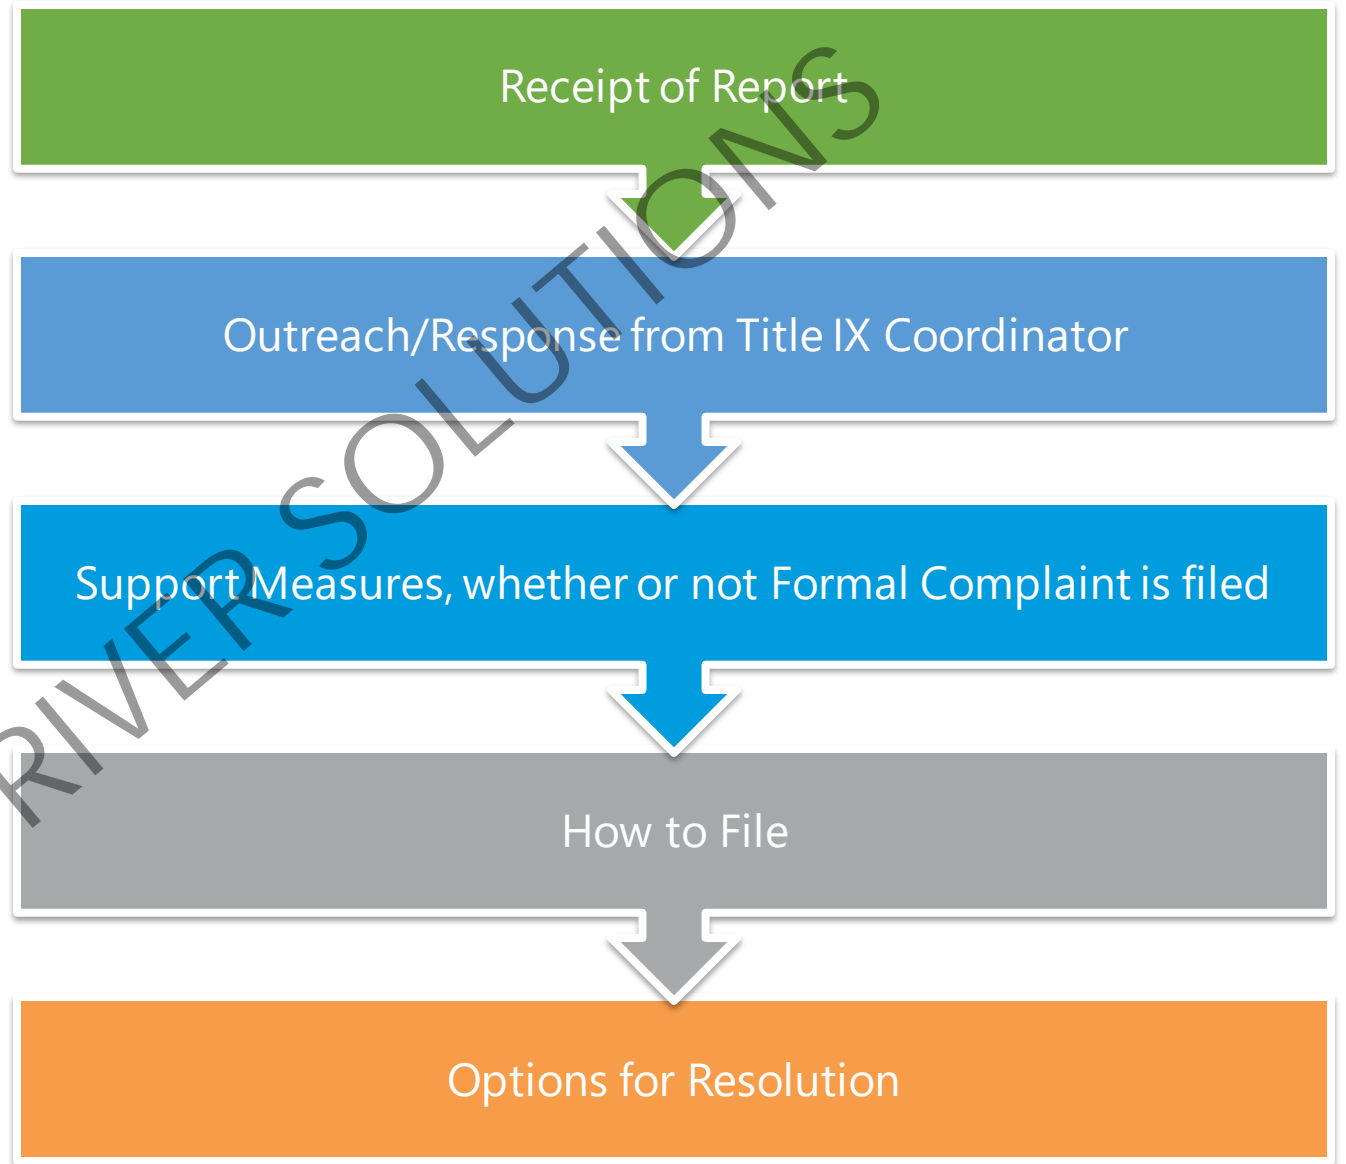 Receipt of Report
Outreach/Response from Title IX Coordinator
Support Measures, whether or not Formal Complaint is filed
How to File
Options for Resolution
RIVER SOLUTIONS